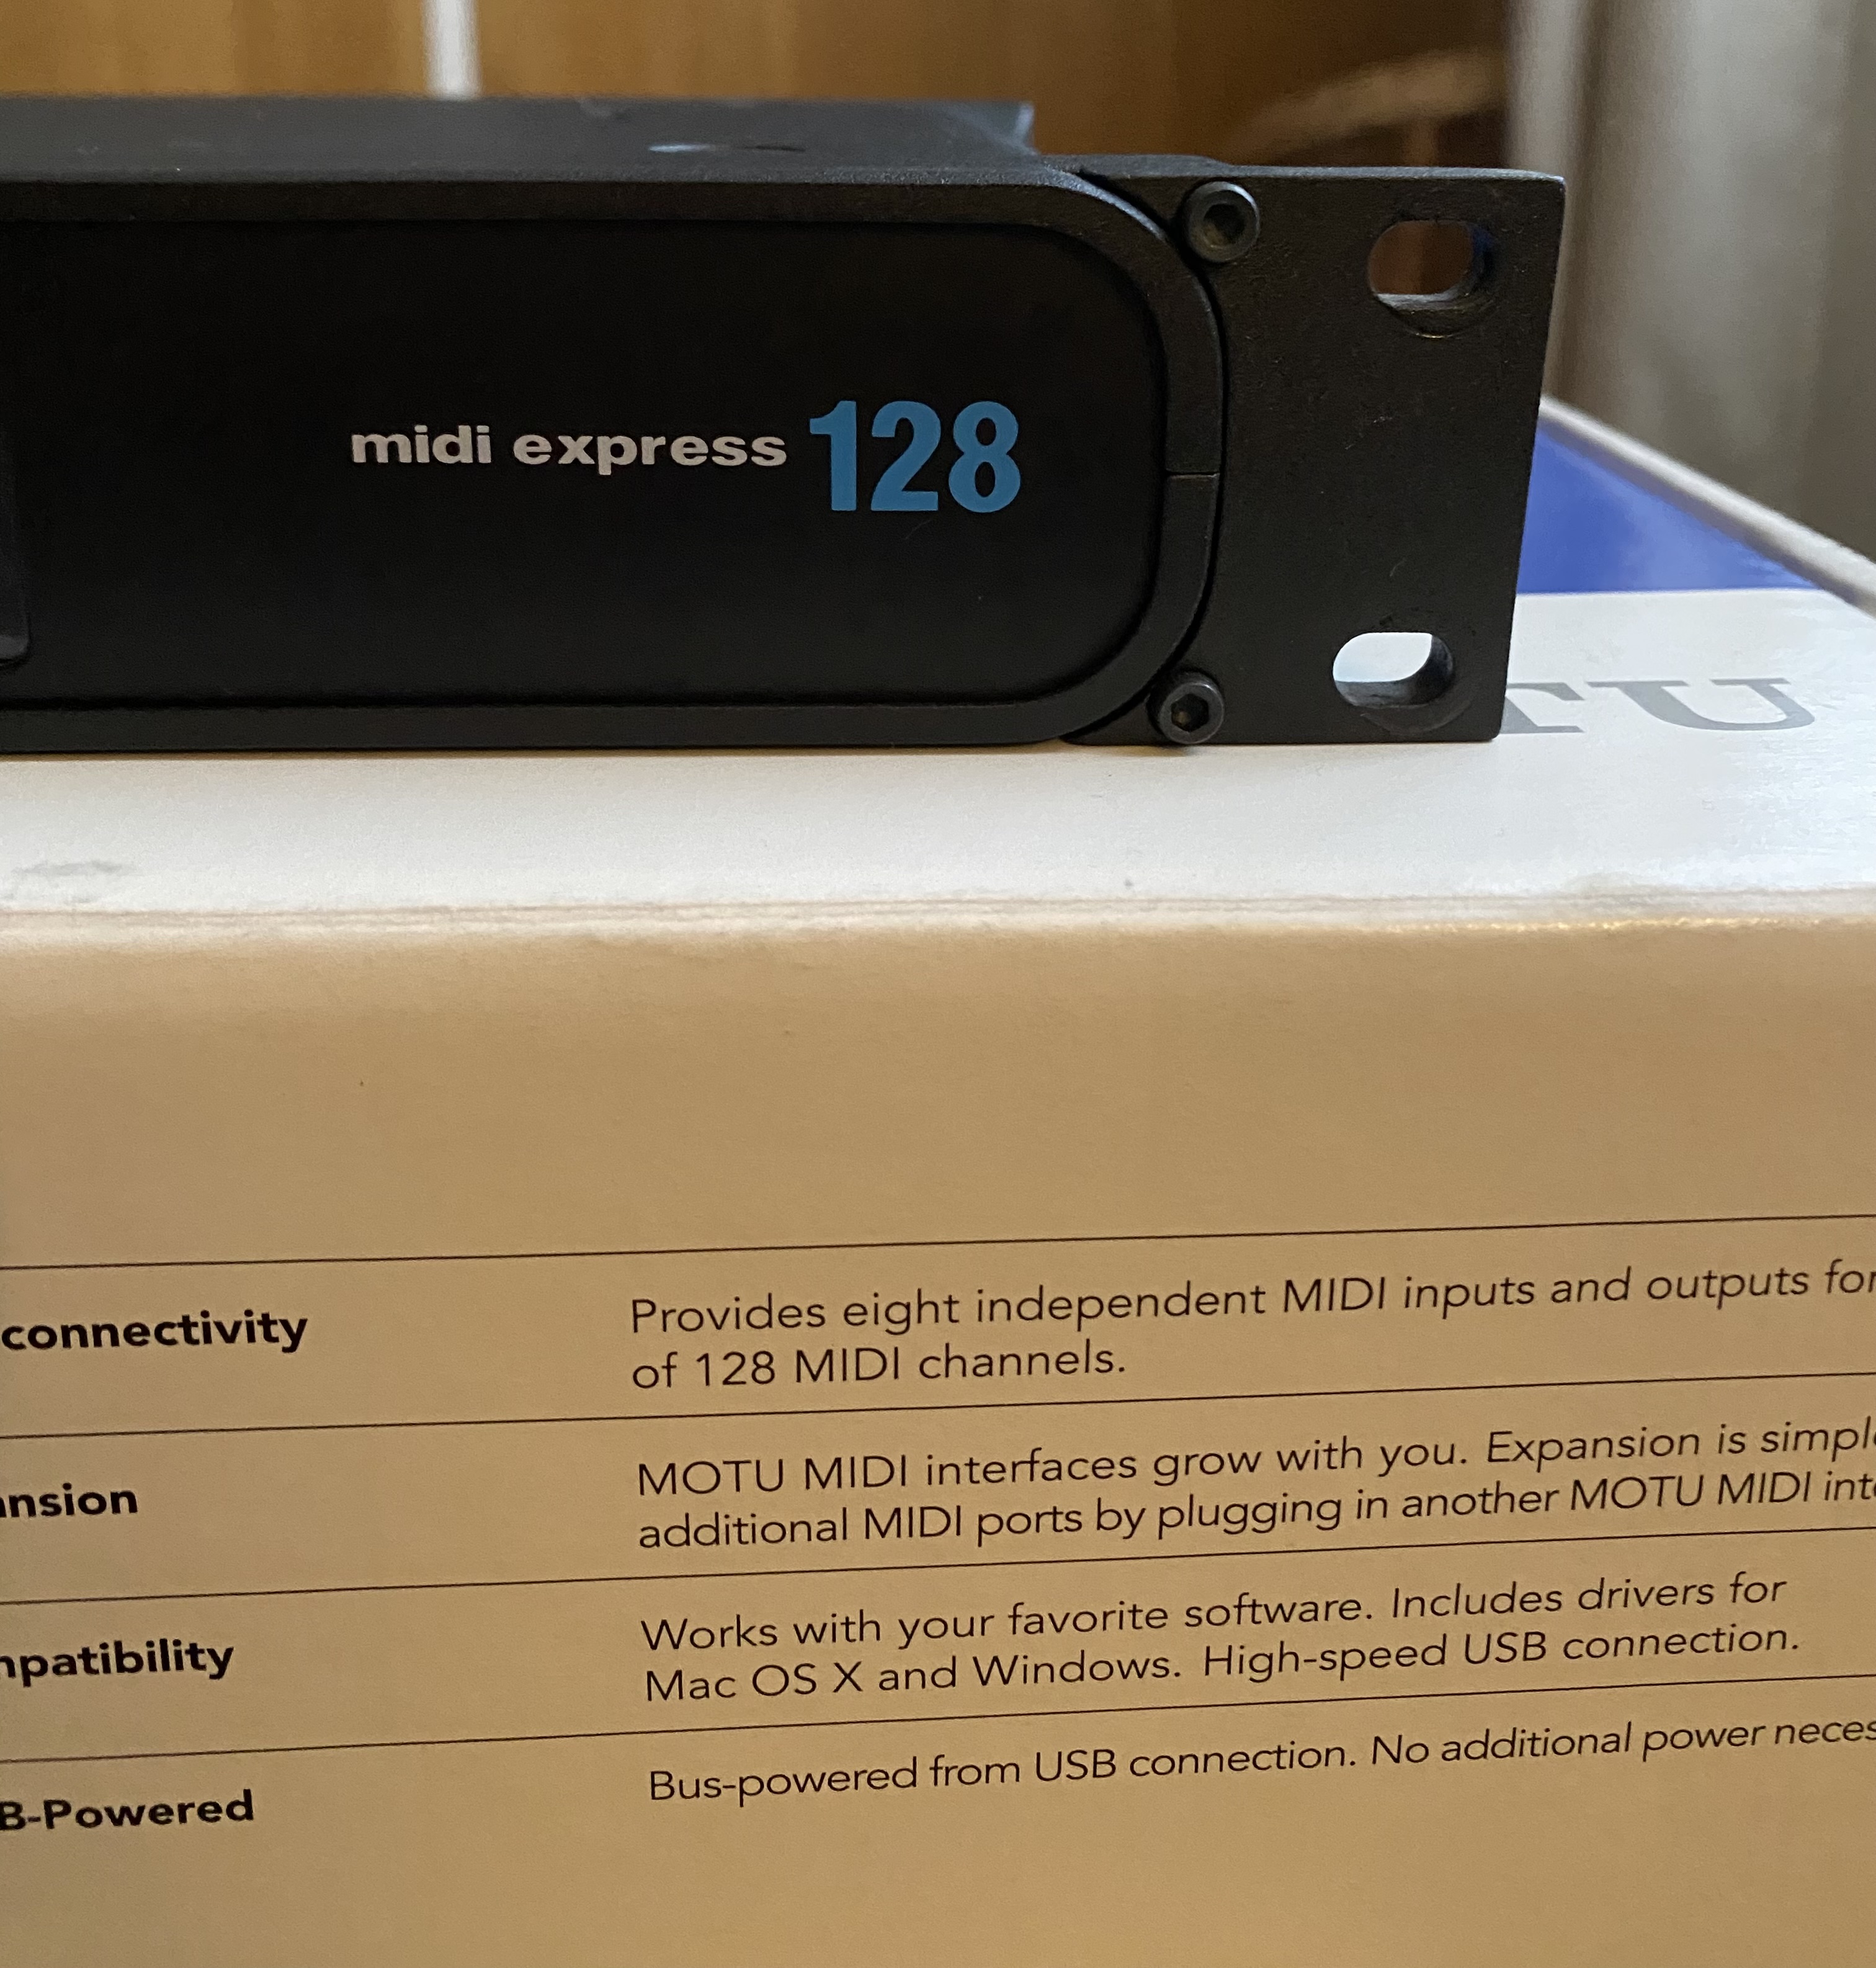 midi express 128
TU
connectivity
Provides eight independent MIDI inputs and outputs for
of 128 MIDI channels.
nsion
MOTU MIDI interfaces grow with you. Expansion is simpl
additional MIDI ports by plugging in another MOTU MIDI int
patibility
Works with your favorite software. Includes drivers for
Mac OS X and Windows. High-speed USB connection.
B-Powered
Bus-powered from USB connection. No additional power neces